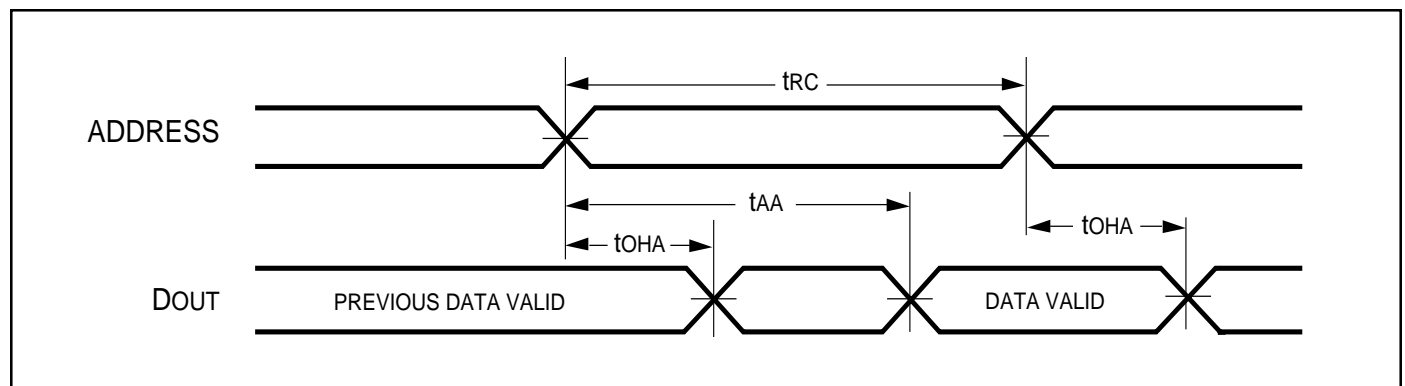 tRC
ADDRESS
tAA
tOHA
tOHA
DOUT
PREVIOUS DATA VALID
DATA VALID